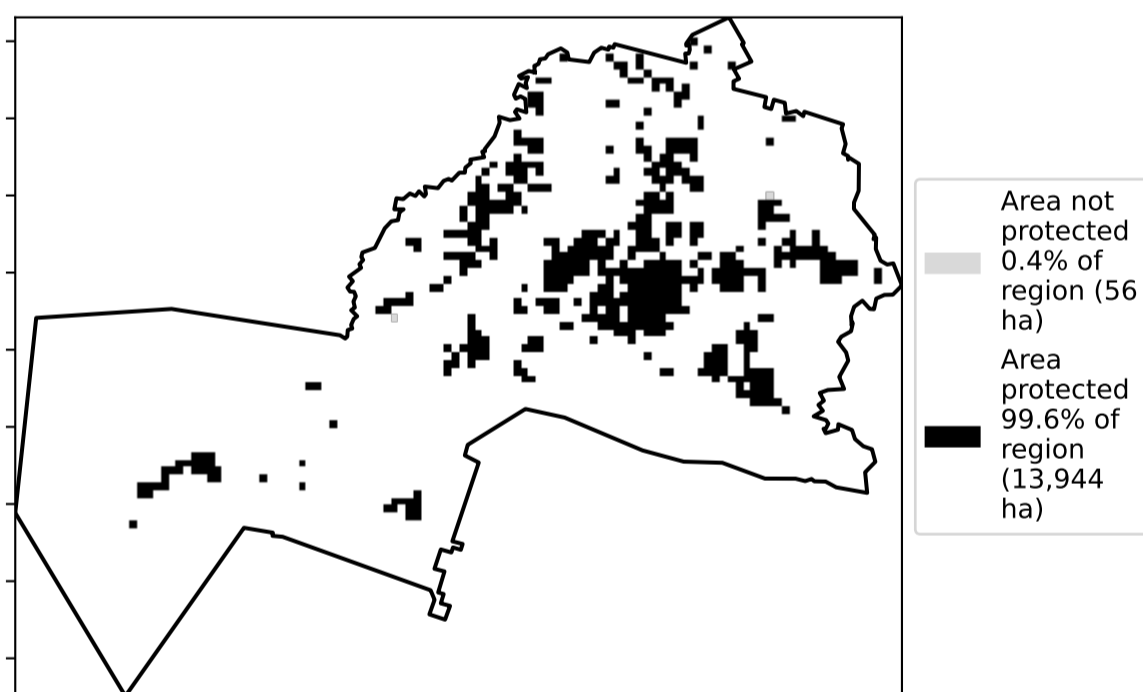 Area not
protected
0.4% of
region (56
ha)
Area
protected
99.6% of
region
(13,944
ha)